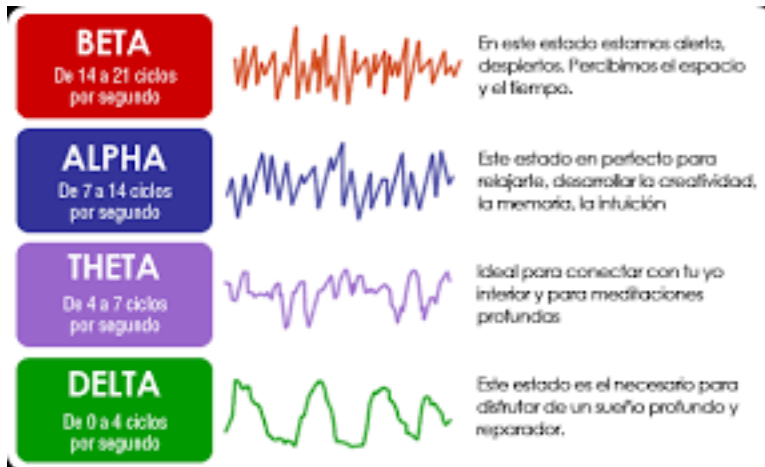 BETA
De 14 a 21 ciclos
por segundo
En este estado estamos alerta,
despiertos. Percibimos el espacio
y el tiempo.
ALPHA
De 7 a 14 ciclos
por segundo
Este estado en perfecto para
relajarte, desarrollar la creatividad,
la memoria, la intuición
THETA
De 4 a 7 ciclos
por segundo
Ideal para conectar con tu yo
interior y para meditaciones
profundas
DELTA
De 0 a 4 ciclos
por segundo
Este estado es el necesario para
disfrutar de un sueño profundo y
reparador.